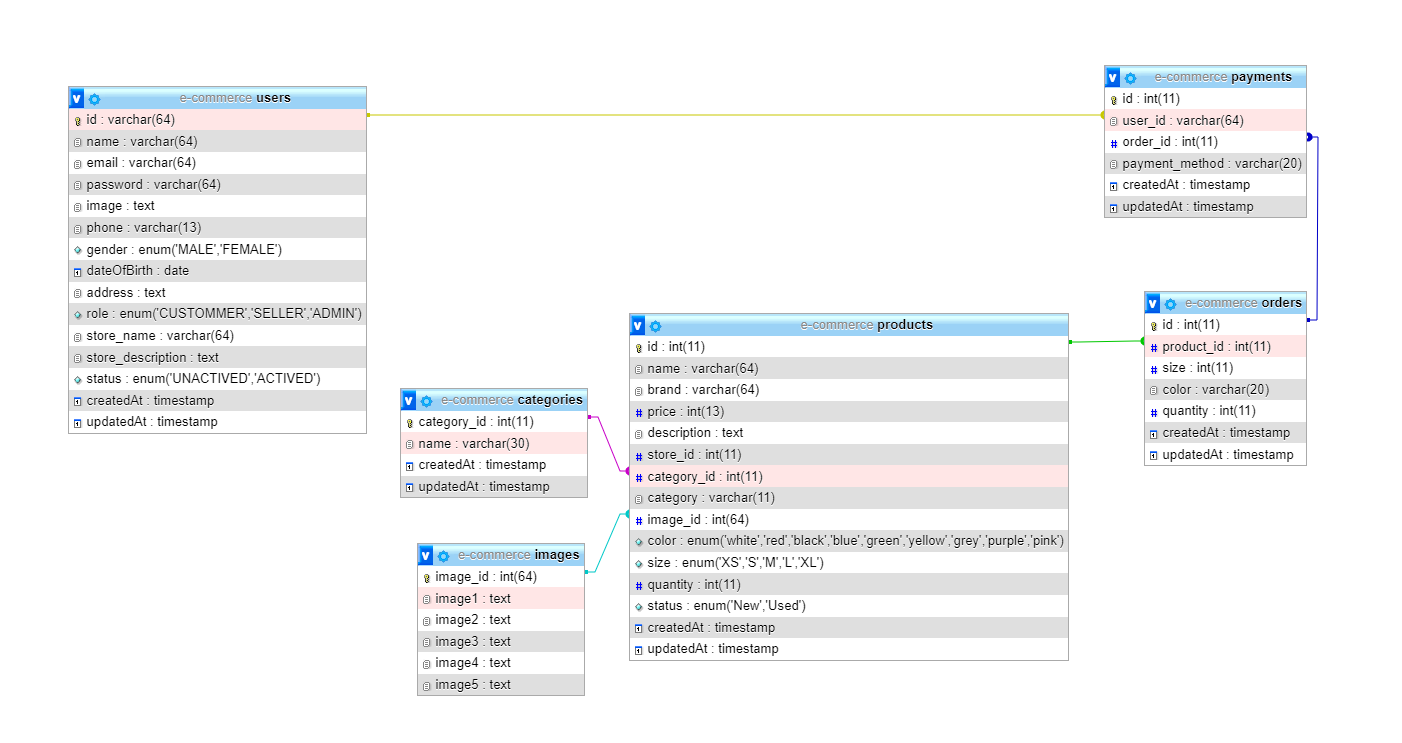 e-commerce users
id : varchar(64)
name : varchar(64)
email : varchar(64)
password : varchar(64)
image : text
phone : varchar(13)
gender : enum('MALE','FEMALE')
dateOfBirth : date
address : text
role : enum('CUSTOMMER','SELLER','ADMIN')
store_name : varchar(64)
store_description : text
status : enum('UNACTIVED','ACTIVED')
createdAt : timestamp
updatedAt : timestamp
e-commerce categories
category_id : int(11)
name : varchar(30)
createdAt : timestamp
updatedAt : timestamp
e-commerce images
image_id : int(64)
image1 : text
image2 : text
image3 : text
image4 : text
image5 : text
e-commerce products
id : int(11)
name : varchar(64)
brand : varchar(64)
price : int(13)
description : text
store_id : int(11)
category_id : int(11)
category : varchar(11)
image_id : int(64)
color : enum('white','red','black','blue','green','yellow','grey','purple','pink')
size : enum('XS','S','M','L','XL')
quantity : int(11)
status : enum('New','Used')
createdAt : timestamp
updatedAt : timestamp
e-commerce payments
id : int(11)
user_id : varchar(64)
order_id : int(11)
payment_method : varchar(20)
createdAt : timestamp
updatedAt : timestamp
e-commerce orders
id : int(11)
product_id : int(11)
size : int(11)
color : varchar(20)
quantity : int(11)
createdAt : timestamp
updatedAt : timestamp